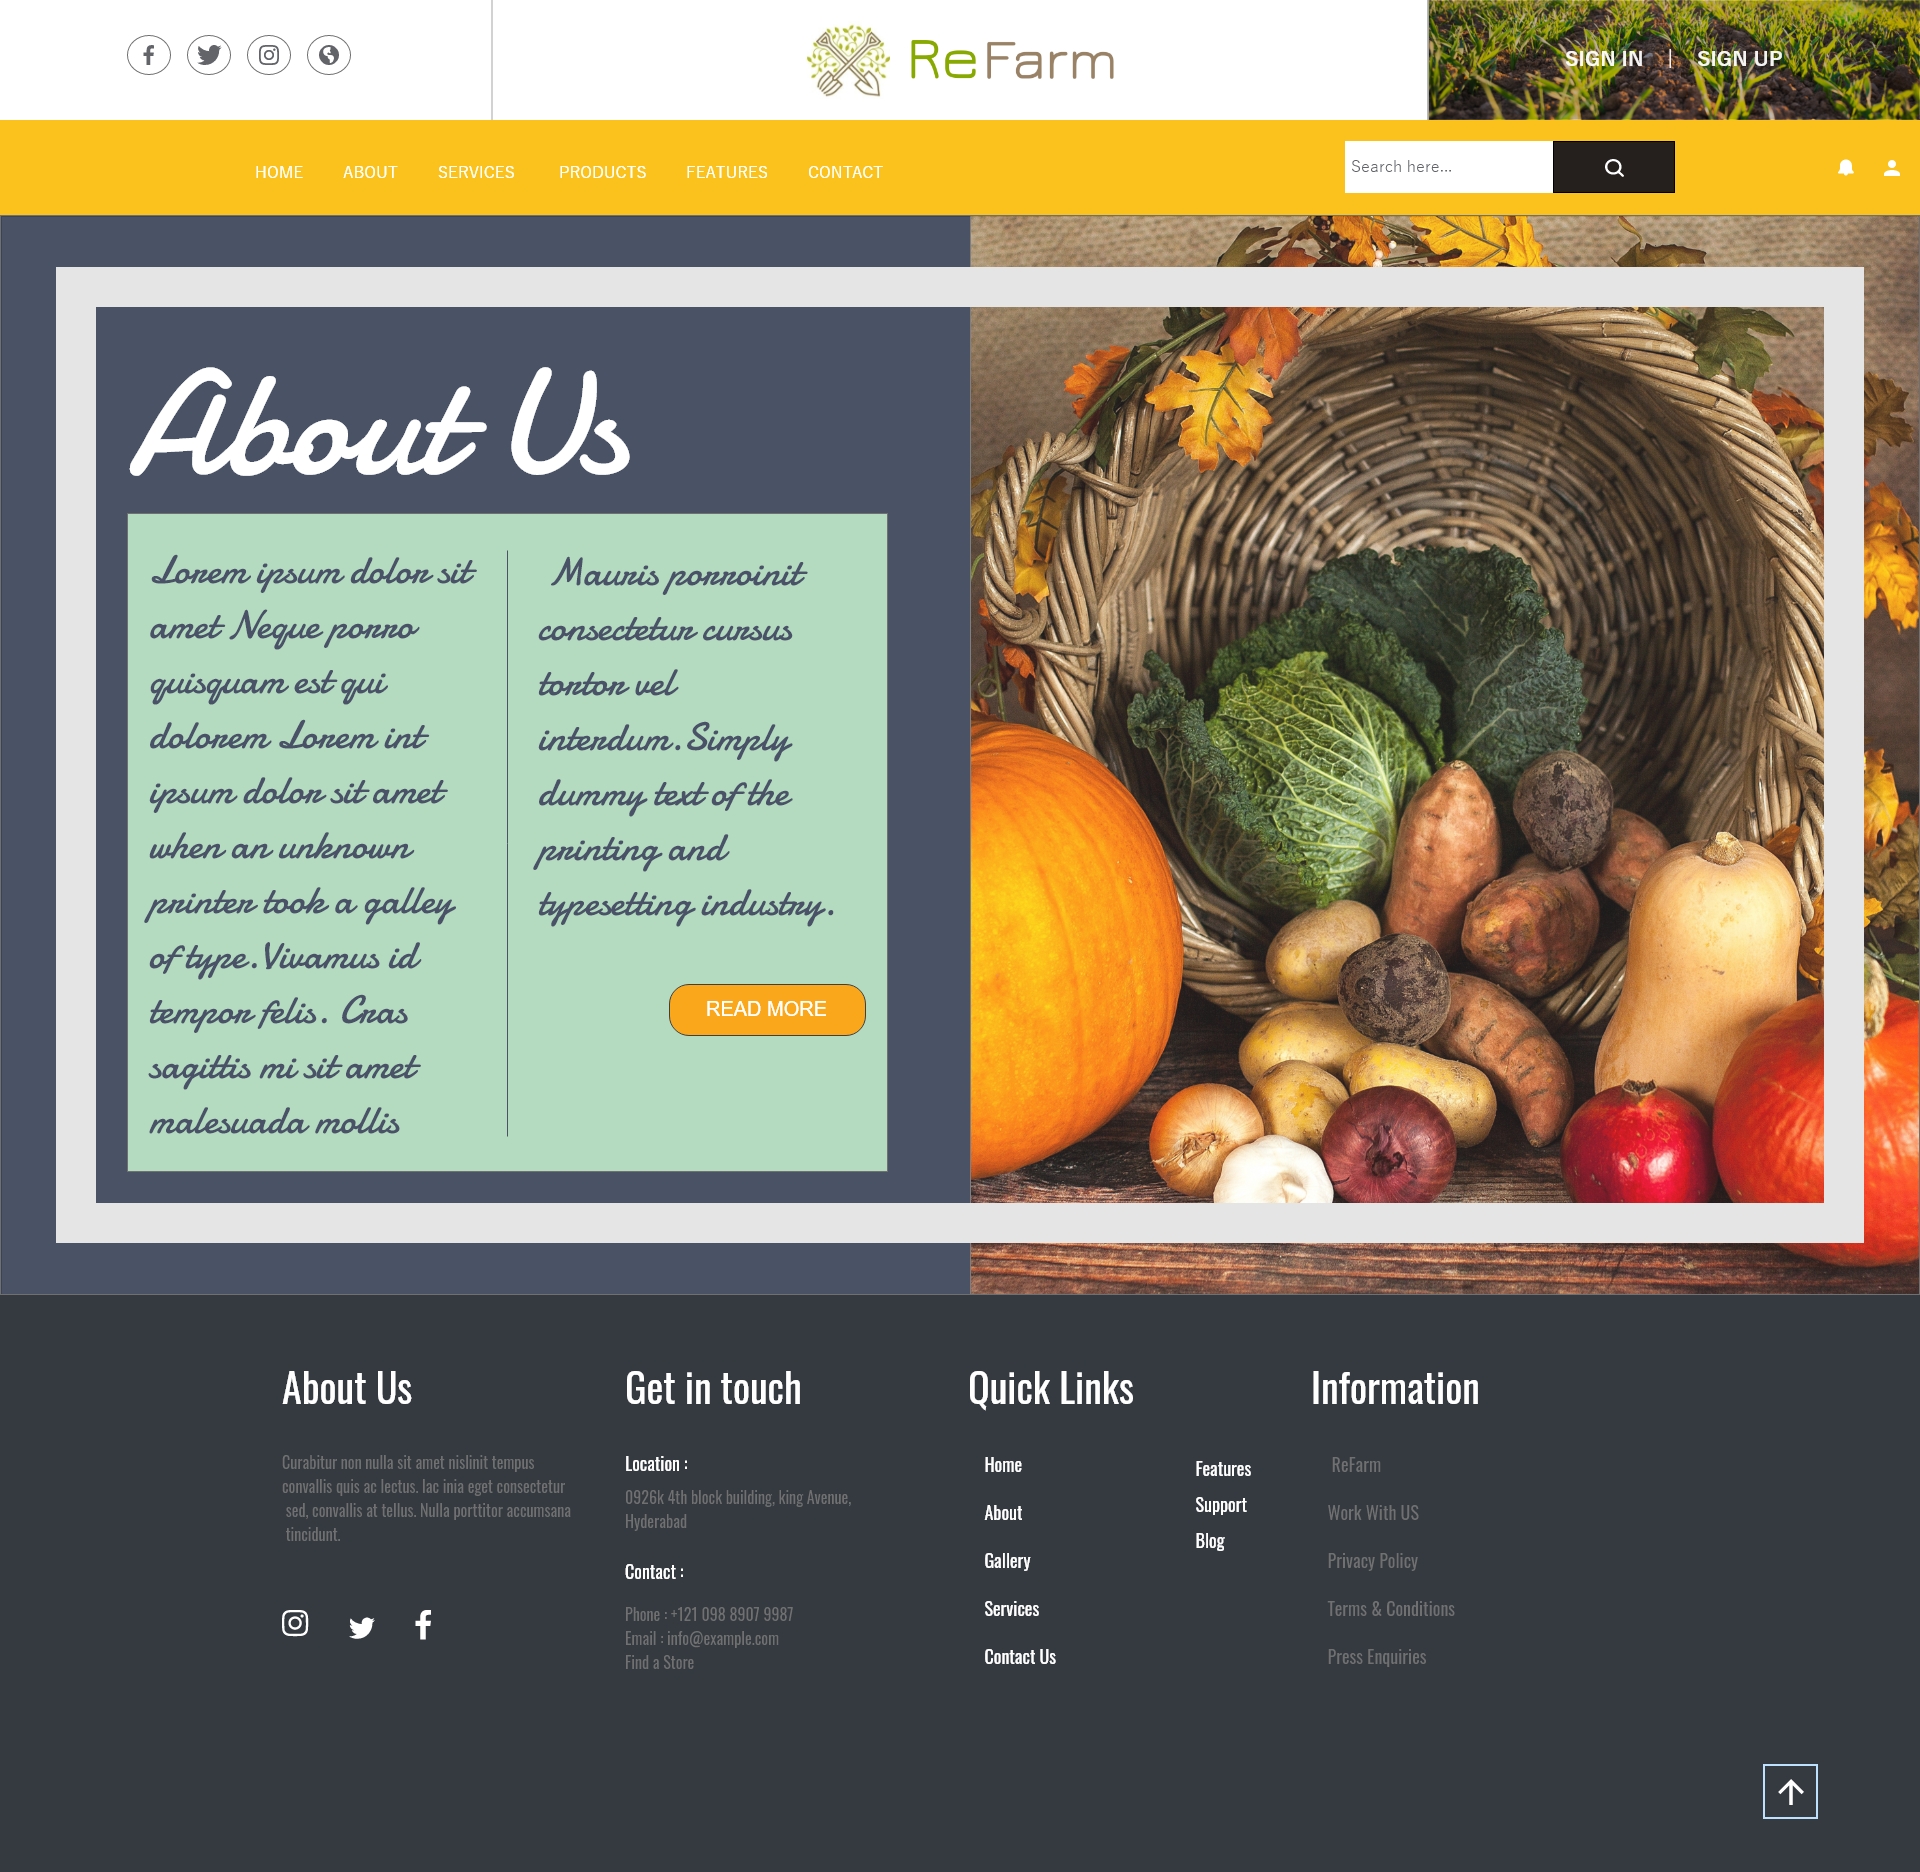 ReFarm
SIGN IN | SIGN UP
HOME ABOUT SERVICES PRODUCTS FEATURES CONTACT
Search here...
About Us
Lorem ipsum dolor sit
amet Neque porro
quisquam est qui
dolorem Lorem int
ipsum dolor sit amet
when an unknown
printer took a galley
of type.Vivamus id
tempor felis. Cras
sagittis mi sit amet
malesuada mollis
Mauris porroinit
consectetur cursus
tortor vel
interdum.Simply
dummy text of the
printing and
typesetting industry.
READ MORE
About Us
Curabitur non nulla sit amet nislinit tempus
convallis quis ac lectus. lac inia eget consectetur
sed, convallis at tellus. Nulla porttitor accumsana
tincidunt.
Get in touch
Location :
0926k 4th block building, king Avenue,
Hyderabad
Contact :
Phone : +121 098 8907 9987
Email : info@example.com
Find a Store
Quick Links
Home
About
Gallery
Services
Contact Us
Features
Support
Blog
Information
ReFarm
Work With US
Privacy Policy
Terms & Conditions
Press Enquiries